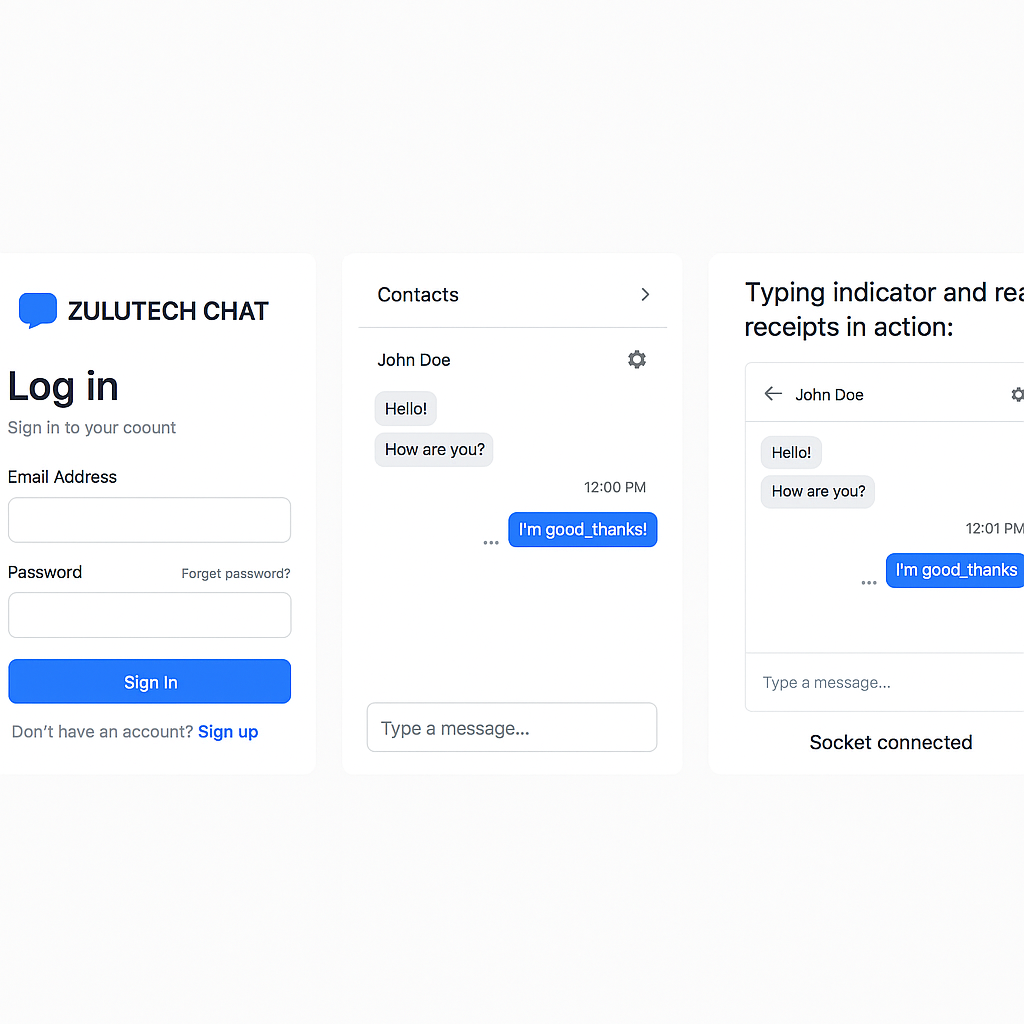 ZULUTECH CHAT
Log in
Sign in to your coount
Email Address
Password
Forget password?
Sign In
Don’t have an account? Sign up
Contacts
John Doe
Hello!
How are you?
12:00 PM
I'm good_thanks!
Type a message...
Typing indicator and rea
receipts in action:
John Doe
Hello!
How are you?
12:01 PM
I'm good_thanks
Type a message...
Socket connected